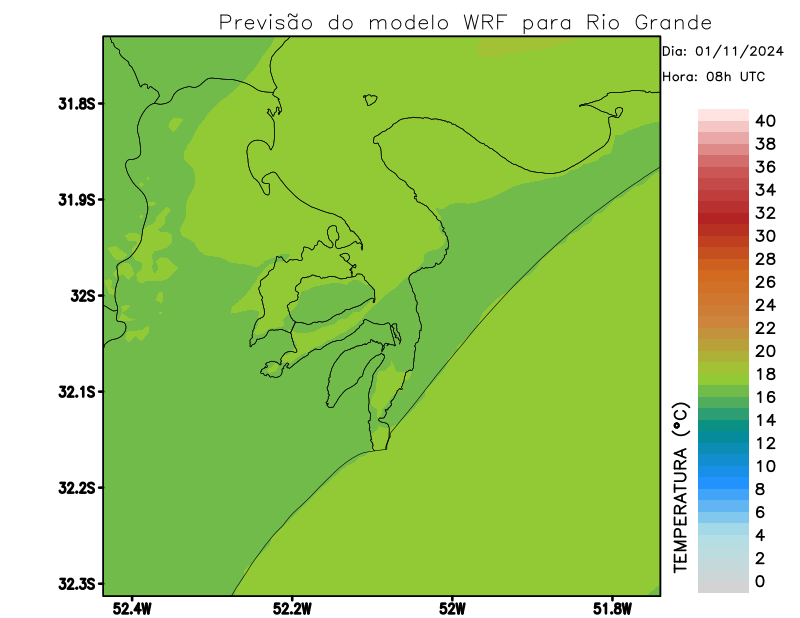 Previsão do modelo WRF para Rio Grande
Dia: 01/11/2024
Hora: 08h UTC
31.8S
31.9S
32S
32.1S
32.2S
32.3S
52.4W
52.2W
52W
51.8W
TEMPERATURA (°C)
40
38
36
34
32
30
28
26
24
22
20
18
16
14
12
10
8
6
4
2
0